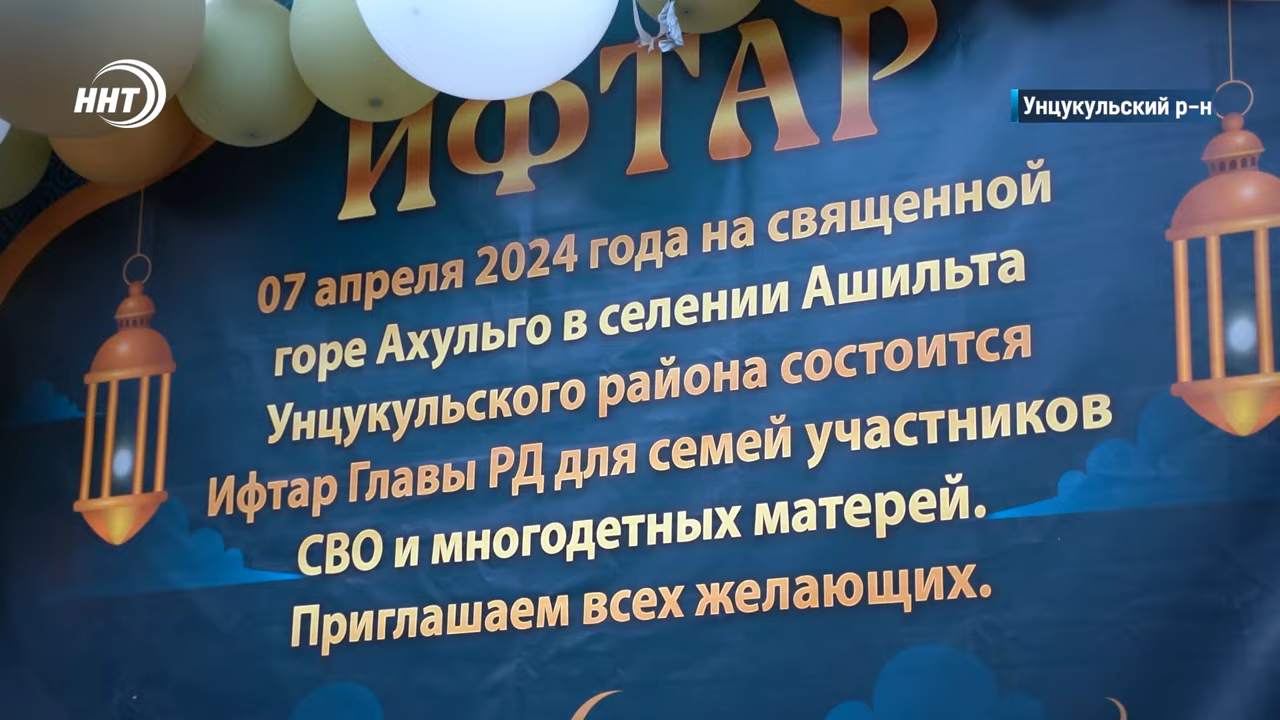 ННТ
Унцукульский р-н
ИФТАР
07 апреля 2024 года на священной
горе Ахульго в селении Ашильта
Унцукульского района состоится
Ифтар Главы РД для семей участников
СВО и многодетных матерей.
Приглашаем всех желающих.